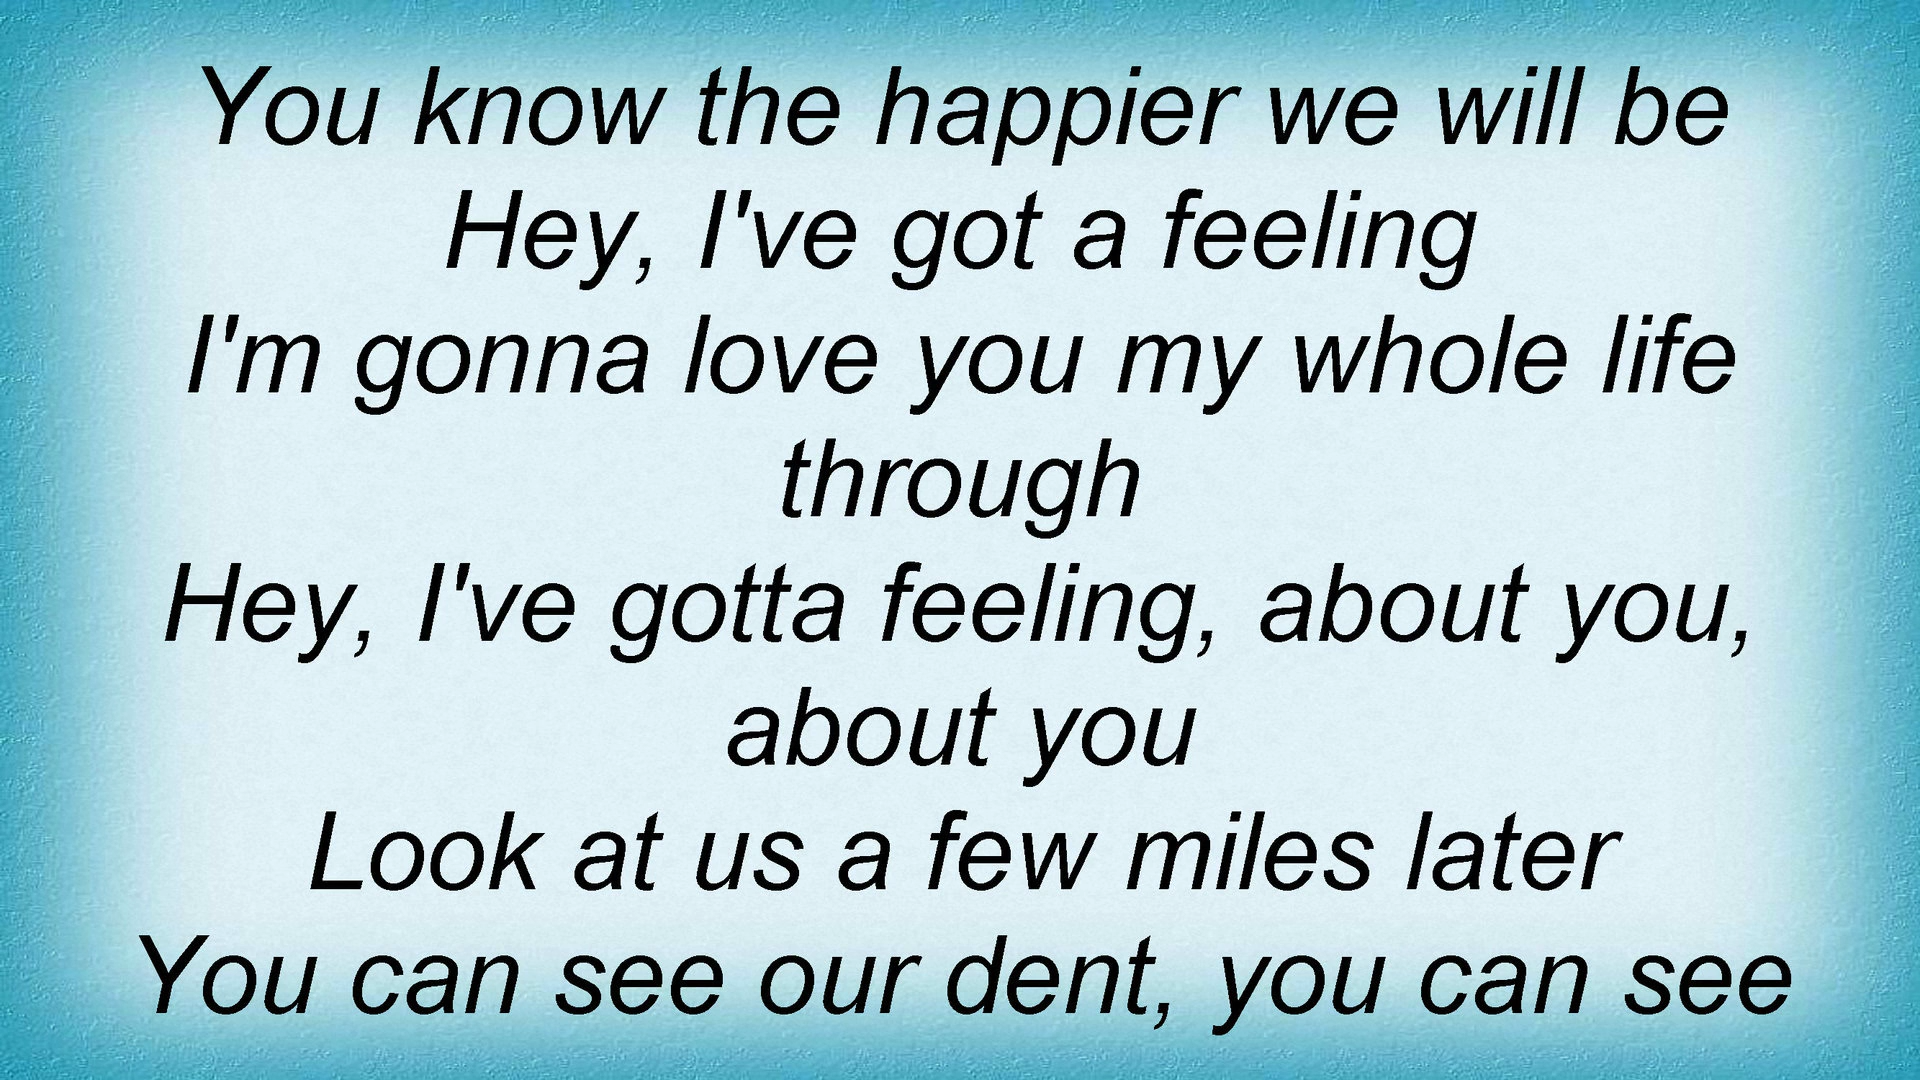 You know the happier we will be
Hey, I've got a feeling
I'm gonna love you my whole life
through
Hey, I've gotta feeling, about you,
about you
Look at us a few miles later
You can see our dent, you can see